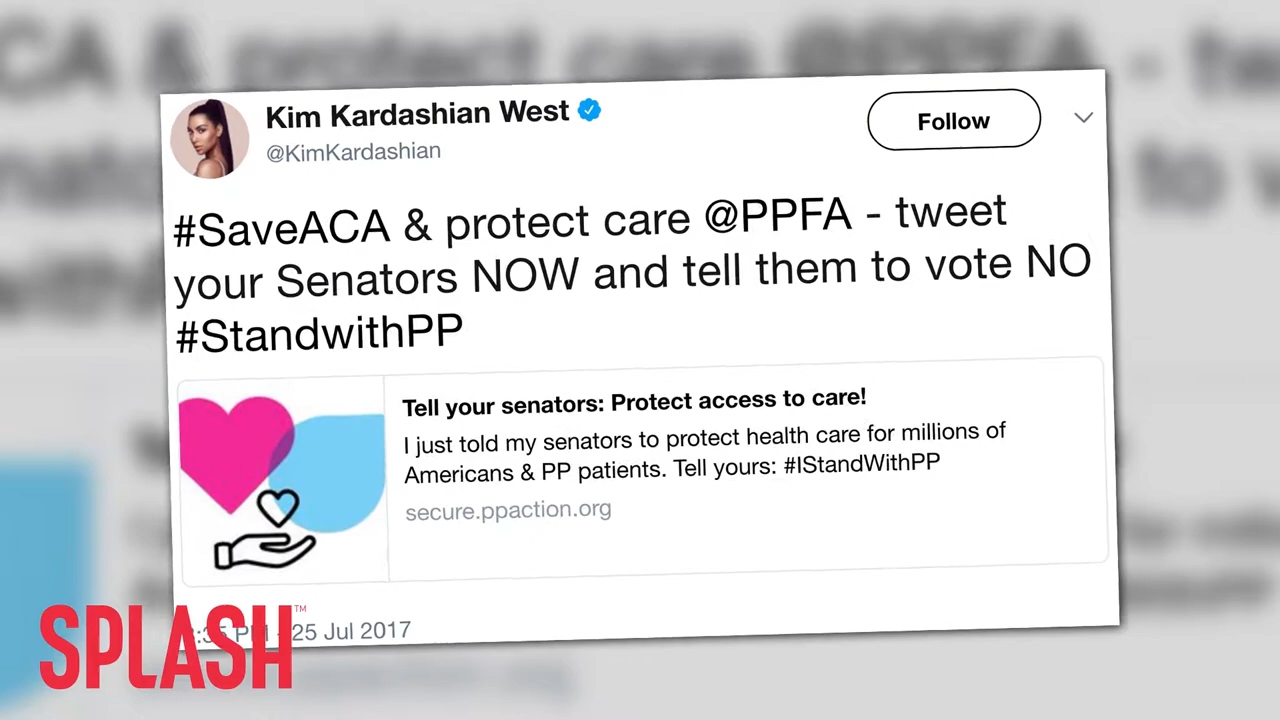 Kim Kardashian West
@KimKardashian
Follow
#SaveACA & protect care @PPFA - tweet
your Senators NOW and tell them to vote NO
#StandwithPP
Tell your senators: Protect access to care!
I just told my senators to protect health care for millions of
Americans & PP patients. Tell yours: #IStandWithPP
secure.ppaction.org
25 Jul 2017
SPLASH™